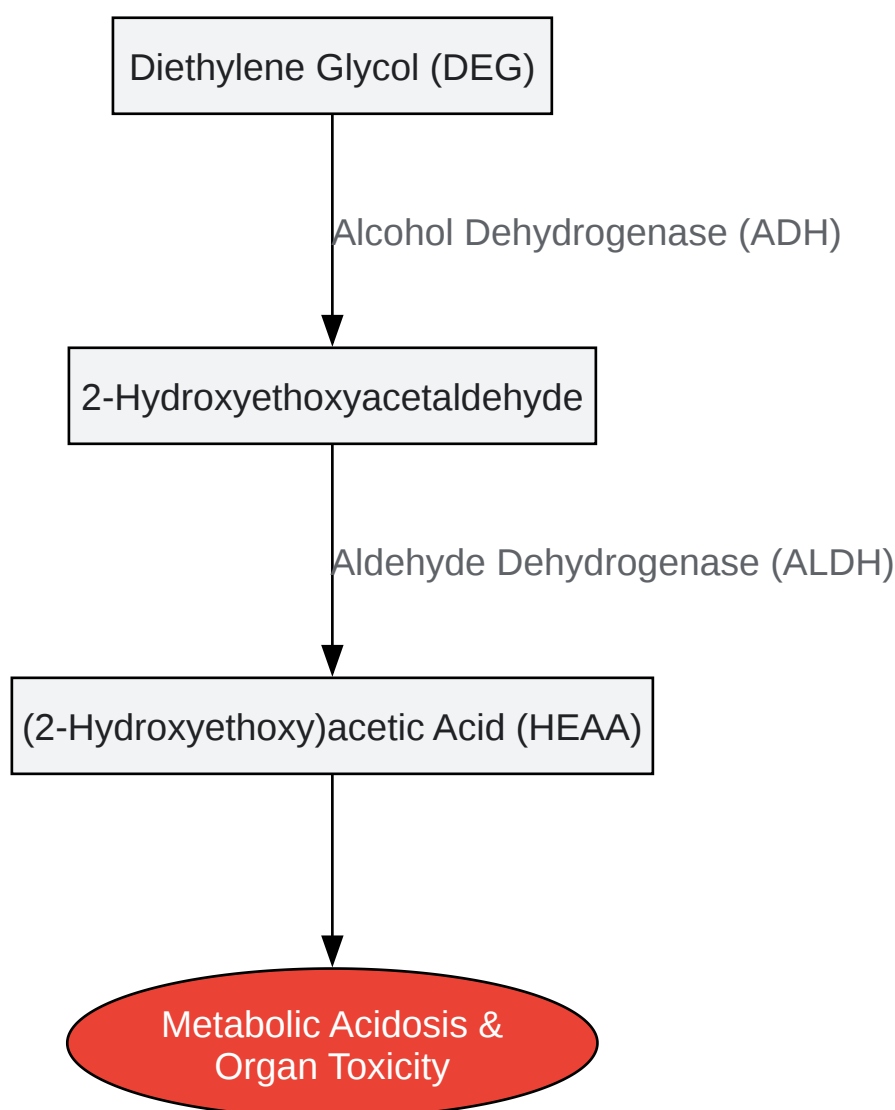 Diethylene Glycol (DEG)
Alcohol Dehydrogenase (ADH)
2-Hydroxyethoxyacetaldehyde
Aldehyde Dehydrogenase (ALDH)
(2-Hydroxyethoxy)acetic Acid (HEAA)
Metabolic Acidosis &
Organ Toxicity